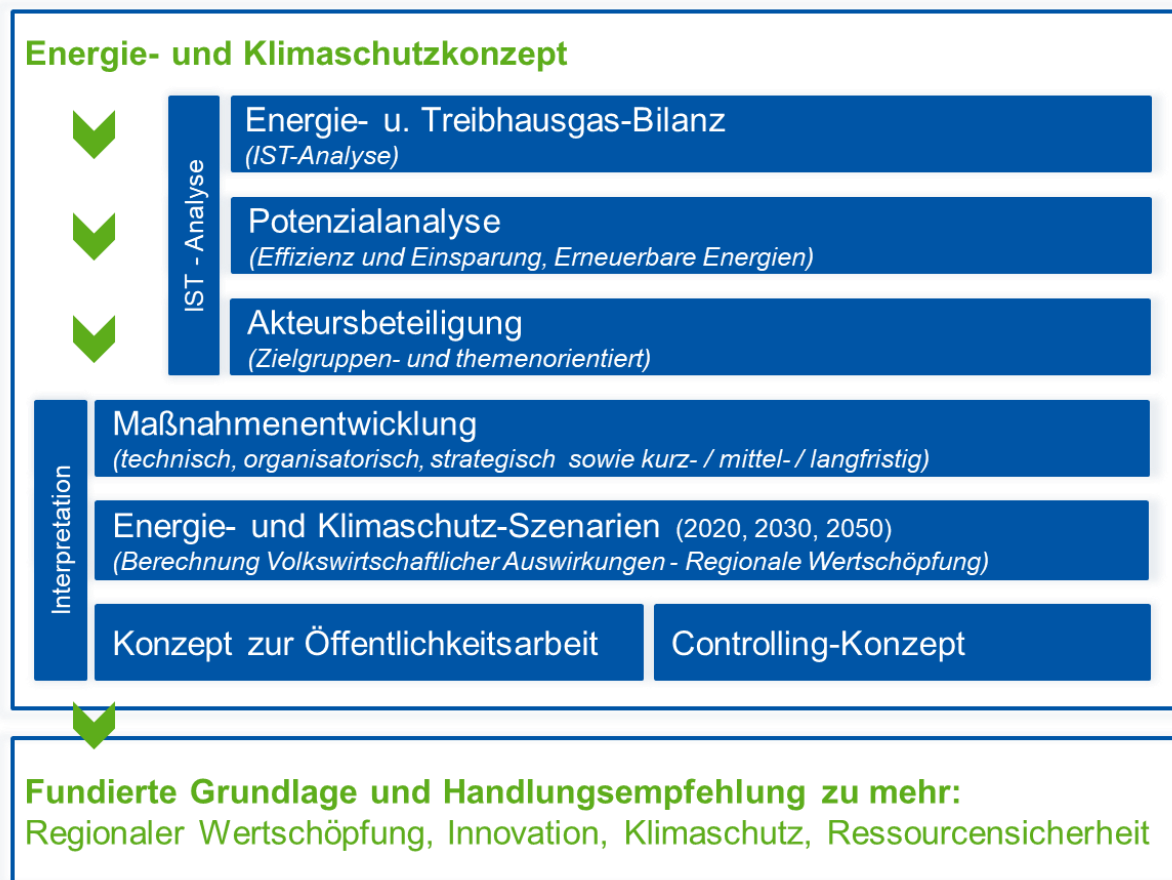 Energie- und Klimaschutzkonzept
IST - Analyse
Energie- u. Treibhausgas-Bilanz
(IST-Analyse)
Potenzialanalyse
(Effizienz und Einsparung, Erneuerbare Energien)
Akteursbeteiligung
(Zielgruppen- und themenorientiert)
Interpretation
Maßnahmenentwicklung
(technisch, organisatorisch, strategisch sowie kurz- / mittel- / langfristig)
Energie- und Klimaschutz-Szenarien (2020, 2030, 2050)
(Berechnung Volkswirtschaftlicher Auswirkungen - Regionale Wertschöpfung)
Konzept zur Öffentlichkeitsarbeit
Controlling-Konzept
Fundierte Grundlage und Handlungsempfehlung zu mehr:
Regionaler Wertschöpfung, Innovation, Klimaschutz, Ressourcensicherheit